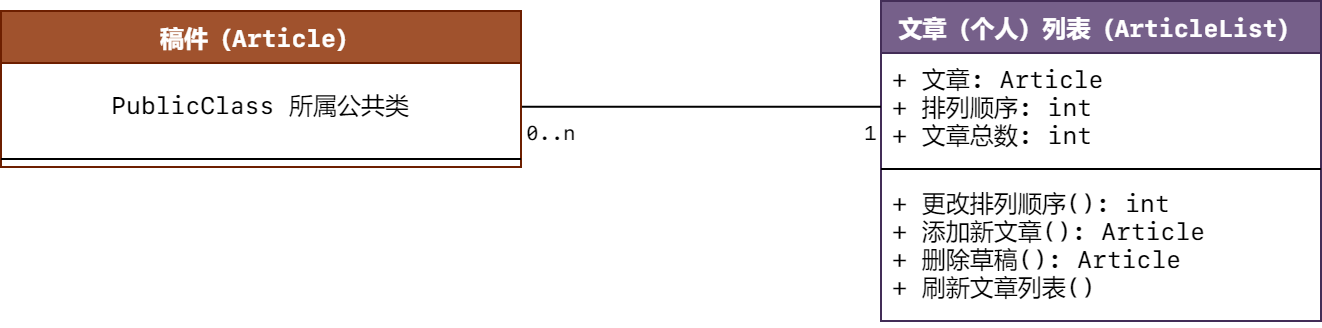 稿件 (Article)
PublicClass 所属公共类
0..n
1
文章 (个人) 列表 (ArticleList)
+ 文章: Article
+ 排列顺序: int
+ 文章总数: int
+ 更改排列顺序(): int
+ 添加新文章(): Article
+ 删除草稿(): Article
+ 刷新文章列表()